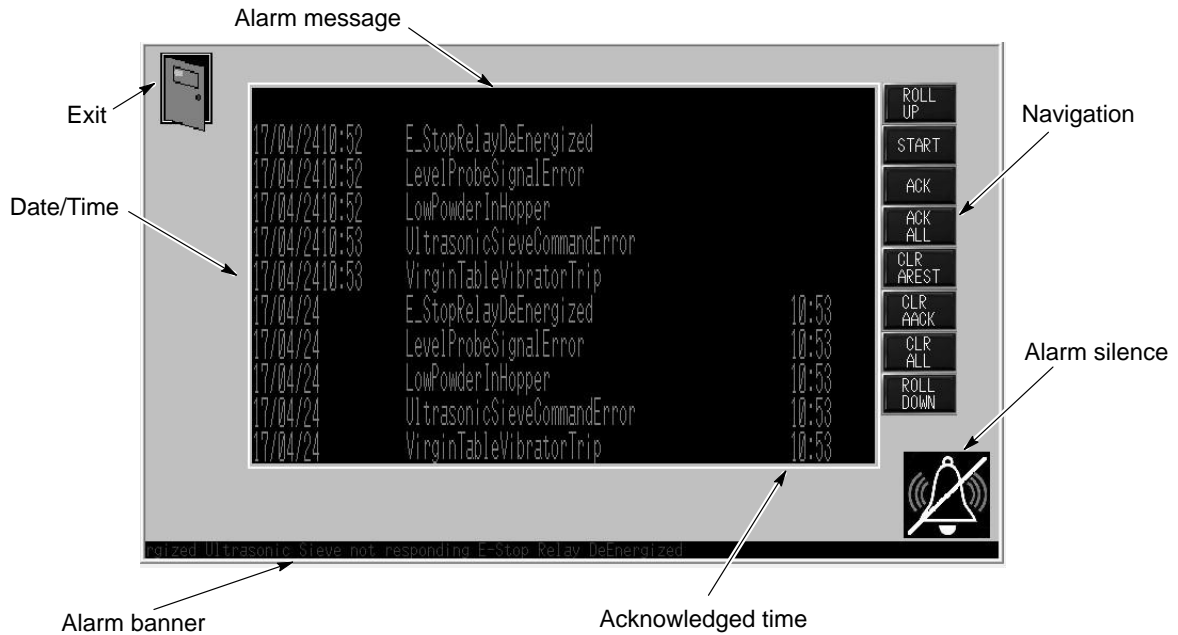 Alarm message
Exit
Navigation
Date/Time
Alarm silence
17/04/2410:52 E_StopRelayDeEnergized
17/04/2410:52 LevelProbeSignalError
17/04/2410:52 LowPowderInHopper
17/04/2410:53 UltrasonicSieveCommandError
17/04/2410:53 VirginTableVibratorTrip
17/04/24 E_StopRelayDeEnergized 10:53
17/04/24 LevelProbeSignalError 10:53
17/04/24 LowPowderInHopper 10:53
17/04/24 UltrasonicSieveCommandError 10:53
17/04/24 VirginTableVibratorTrip 10:53
ROLL
UP
START
ACK
ACK
ALL
CLR
AREST
CLR
AACK
CLR
ALL
ROLL
DOWN
rgized Ultrasonic Sieve not responding E-Stop Relay DeEnergized
Alarm banner
Acknowledged time